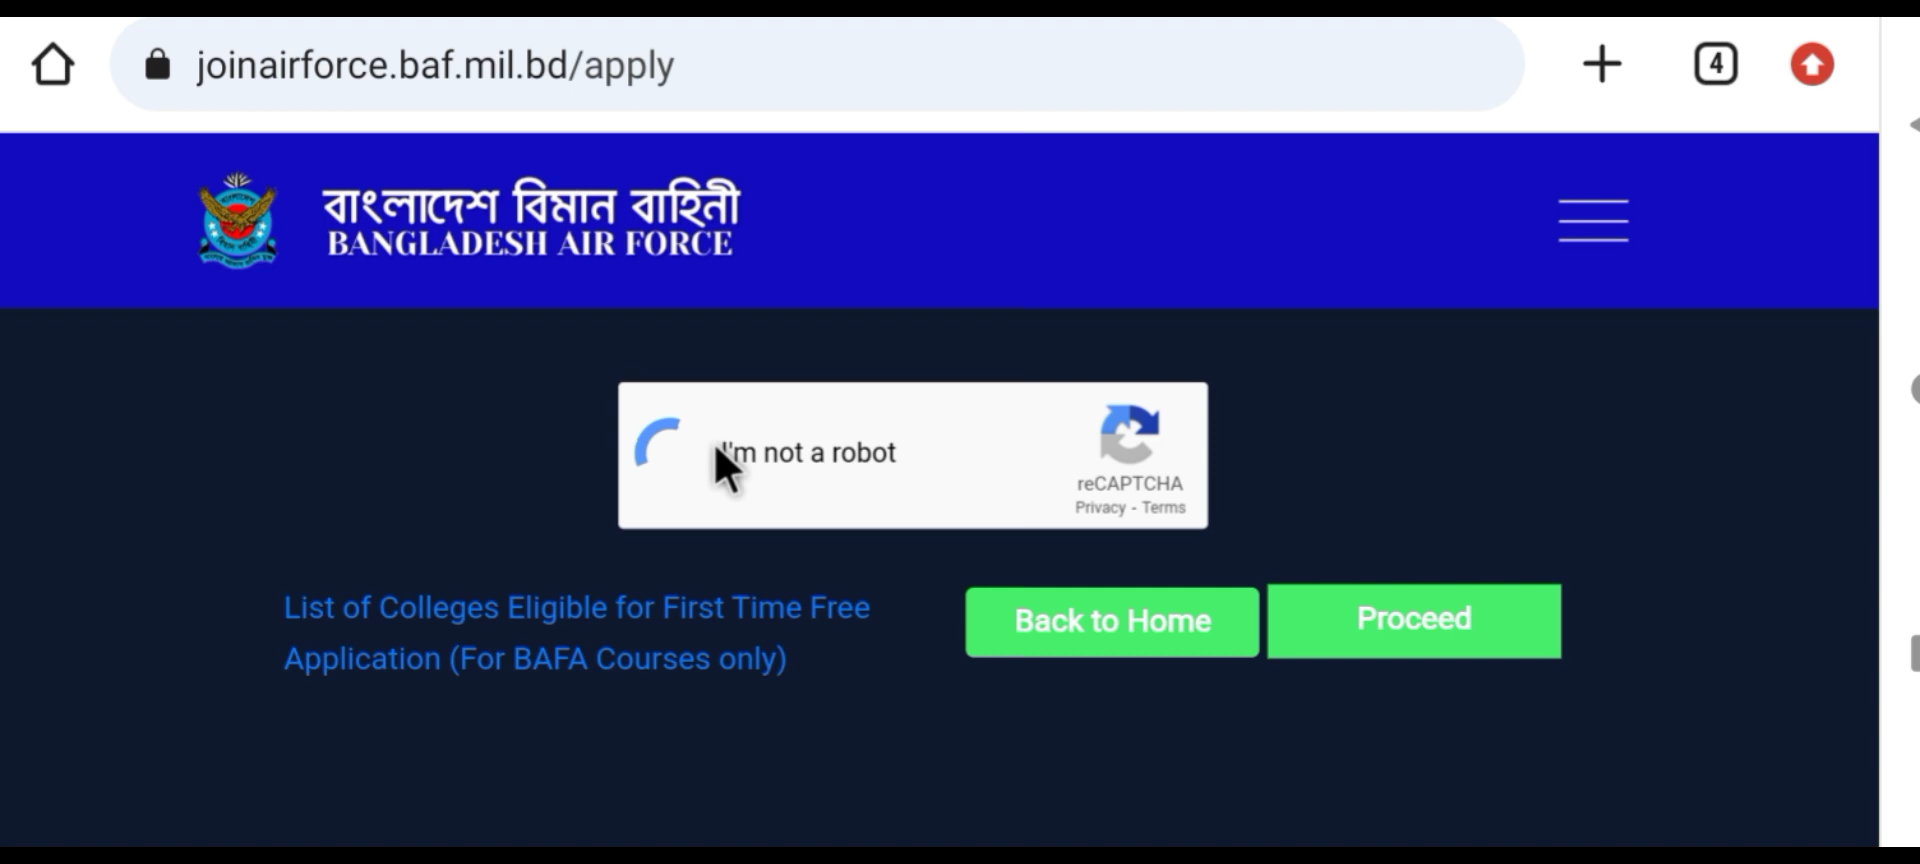 joinairforce.baf.mil.bd/apply
4
বাংলাদেশ বিমান বাহিনী
BANGLADESH AIR FORCE
I'm not a robot
reCAPTCHA
Privacy - Terms
List of Colleges Eligible for First Time Free
Application (For BAFA Courses only)
Back to Home
Proceed